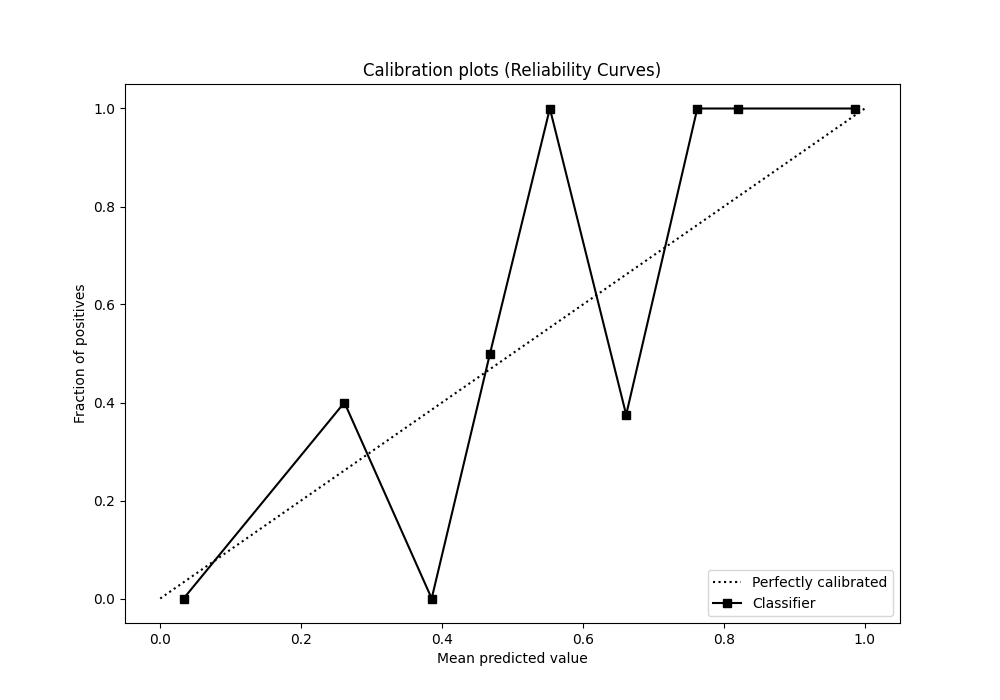 Calibration plots (Reliability Curves)
1.0
0.8
0.6
0.4
0.2
0.0
Fraction of positives
0.0 0.2 0.4 0.6 0.8 1.0
Mean predicted value
Perfectly calibrated
Classifier